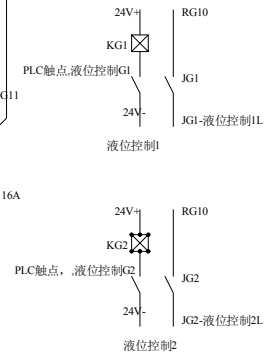 24V+
RG10
KG1
PLC触点,液位控制G1
JG1
G11
24V-
JG1-液位控制1L
液位控制1
16A
24V+
RG10
KG2
PLC触点，,液位控制G2
JG2
24V-
JG2-液位控制2L
液位控制2